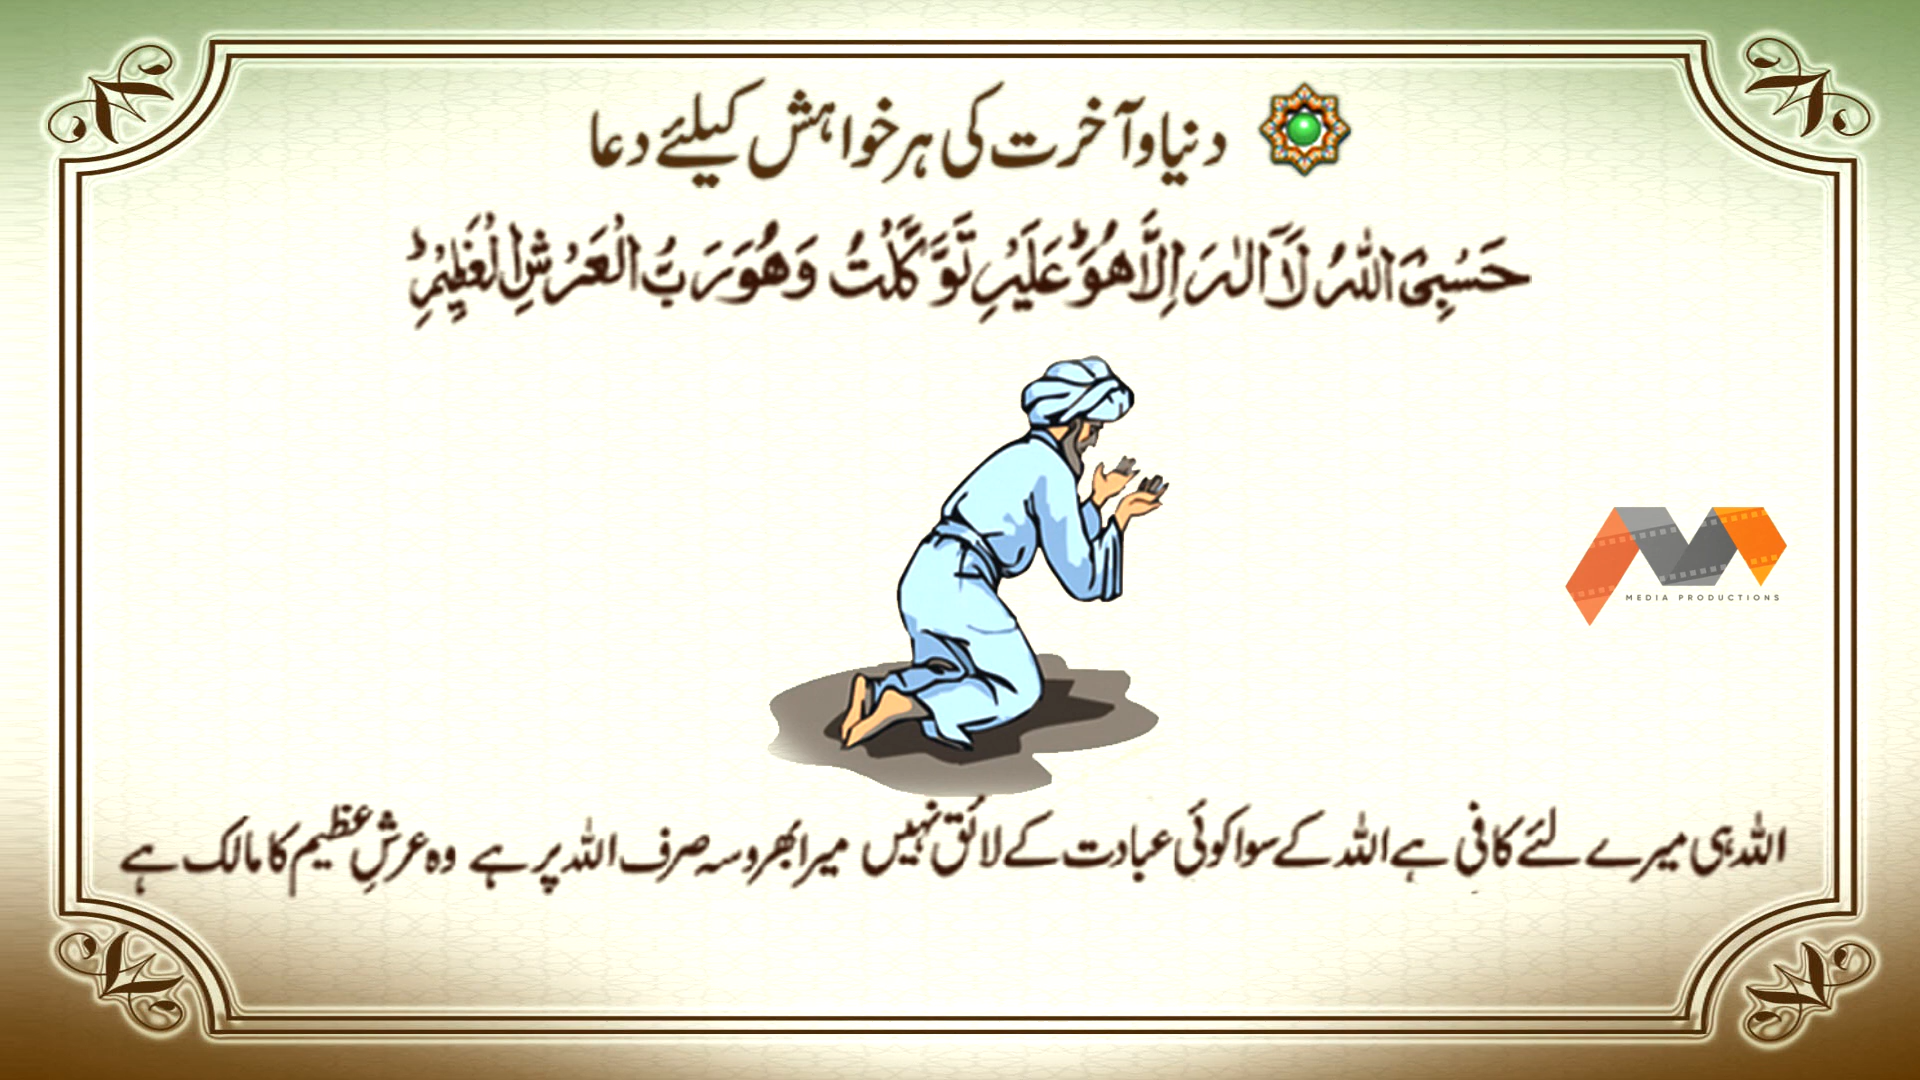 دنیا و آخرت کی ہر خواہش کیلئے دعا
حَسْبِیَ اللّٰہُ لَآ اِلٰہَ اِلَّا ھُوَ ؕ عَلَیْہِ تَوَکَّلْتُ وَھُوَ رَبُّ الْعَرْشِ الْعَظِیْمِ ؕ
MEDIA PRODUCTIONS
اللہ ہی میرے لئے کافی ہے اللہ کے سوا کوئی عبادت کے لائق نہیں میرا بھروسہ صرف اللہ پر ہے وہ عرشِ عظیم کا مالک ہے